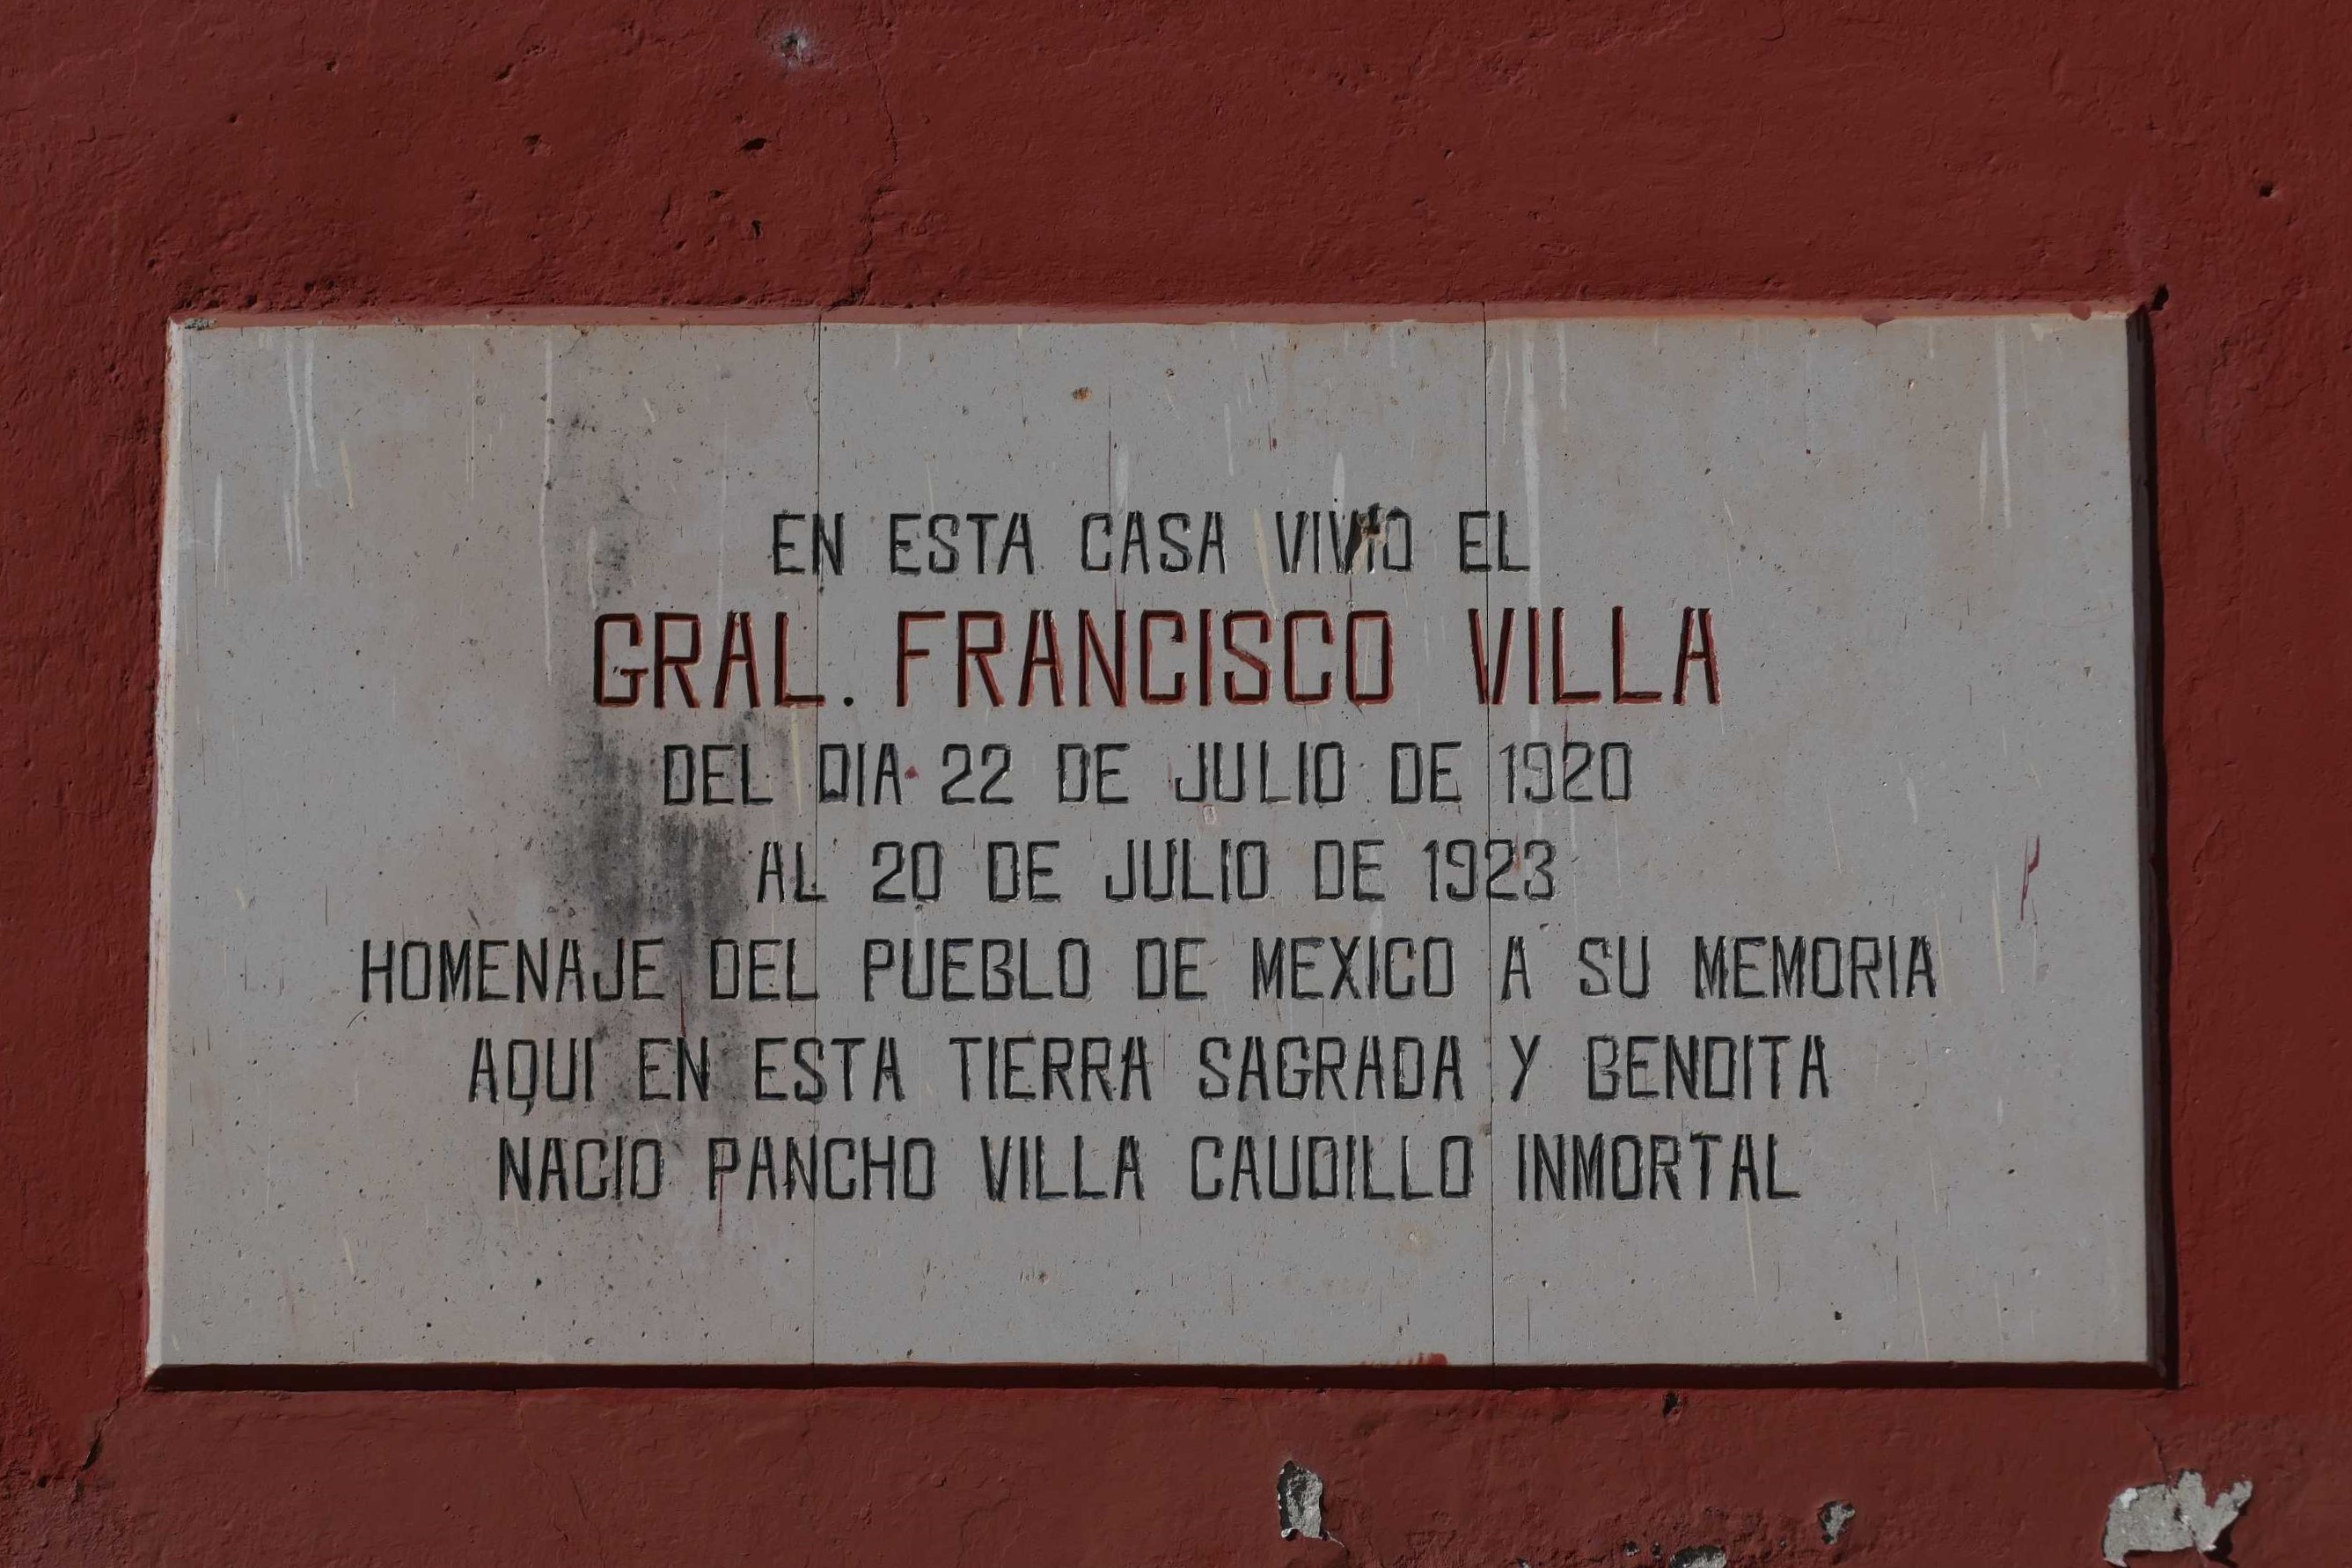 EN ESTA CASA VIVIO EL
GRAL. FRANCISCO VILLA
DEL DIA 22 DE JULIO DE 1920
AL 20 DE JULIO DE 1923
HOMENAJE DEL PUEBLO DE MEXICO A SU MEMORIA
AQUI EN ESTA TIERRA SAGRADA Y BENDITA
NACIO PANCHO VILLA CAUDILLO INMORTAL